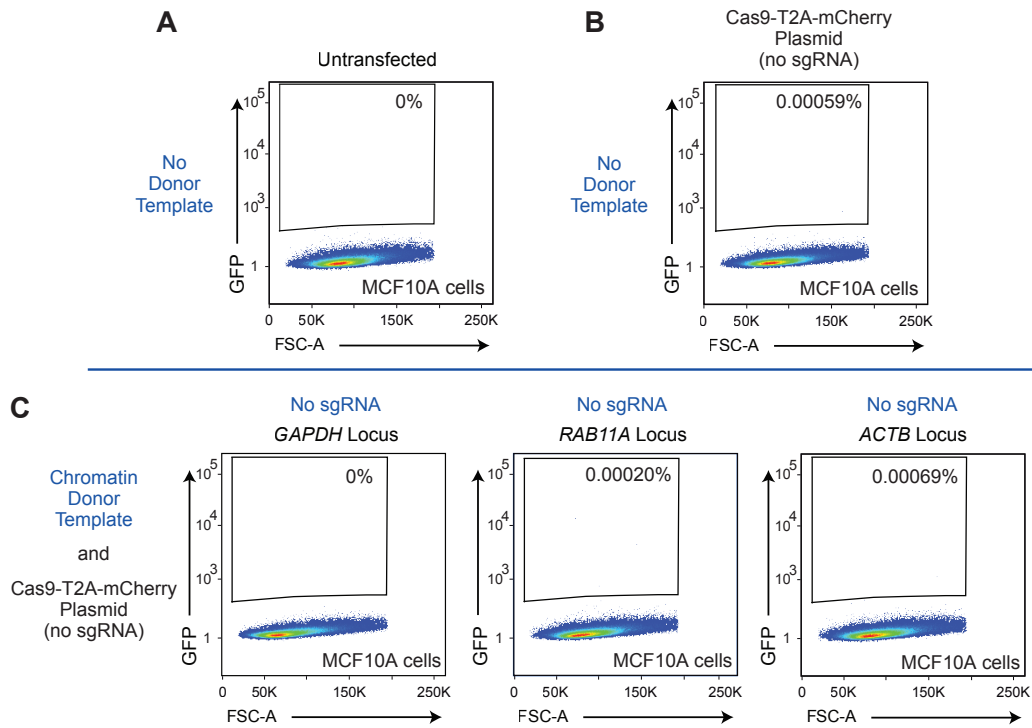 A
Untransfected
0%
10^5
10^4
10^3
1
GFP
No
Donor
Template
MCF10A cells
0 50K 150K 250K
FSC-A
B
Cas9-T2A-mCherry
Plasmid
(no sgRNA)
0.00059%
10^5
10^4
10^3
1
GFP
No
Donor
Template
MCF10A cells
0 50K 150K 250K
FSC-A
C
Chromatin
Donor
Template
and
Cas9-T2A-mCherry
Plasmid
(no sgRNA)
No sgRNA
GAPDH Locus
0%
10^5
10^4
10^3
1
GFP
MCF10A cells
0 50K 150K 250K
FSC-A
No sgRNA
RAB11A Locus
0.00020%
10^5
10^4
10^3
1
GFP
MCF10A cells
0 50K 150K 250K
FSC-A
No sgRNA
ACTB Locus
0.00069%
10^5
10^4
10^3
1
GFP
MCF10A cells
0 50K 150K 250K
FSC-A